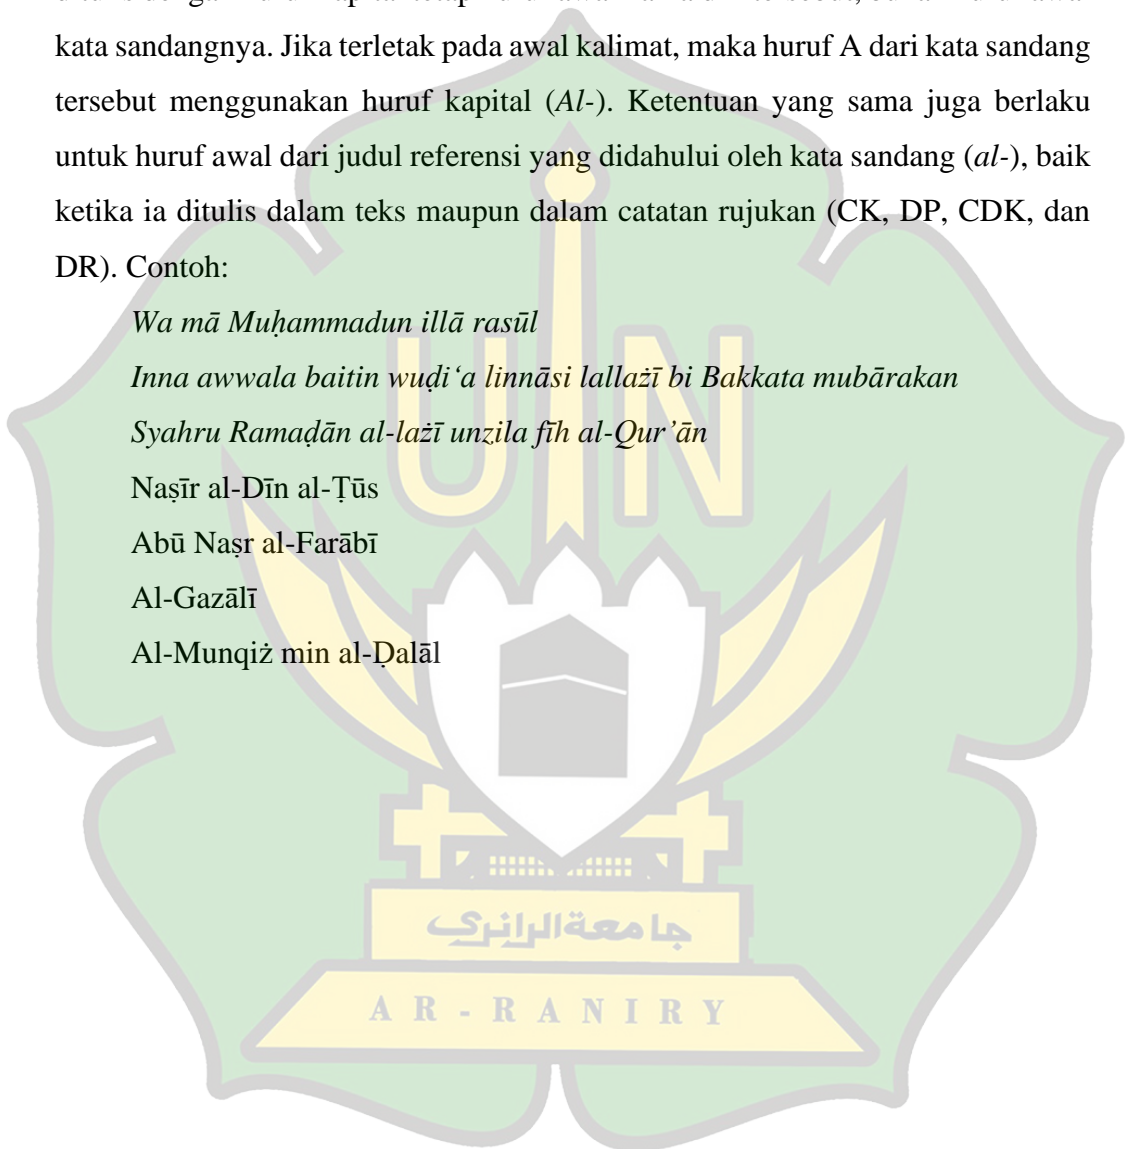 kata sandangnya. Jika terletak pada awal kalimat, maka huruf A dari kata sandang
tersebut menggunakan huruf kapital (Al-). Ketentuan yang sama juga berlaku
untuk huruf awal dari judul referensi yang didahului oleh kata sandang (al-), baik
ketika ia ditulis dalam teks maupun dalam catatan rujukan (CK, DP, CDK, dan
DR). Contoh:
Wa mā Muḥammadun illā rasūl
Inna awwala baitin wuḍi‘a linnāsi lallażī bi Bakkata mubārakan
Syahru Ramaḍān al-lażī unzila fīh al-Qur’ān
Naṣīr al-Dīn al-Ṭūs
Abū Naṣr al-Farābī
Al-Gazālī
Al-Munqiż min al-Ḍalāl
UIN
جامعة الرانري
AR-RANIRY